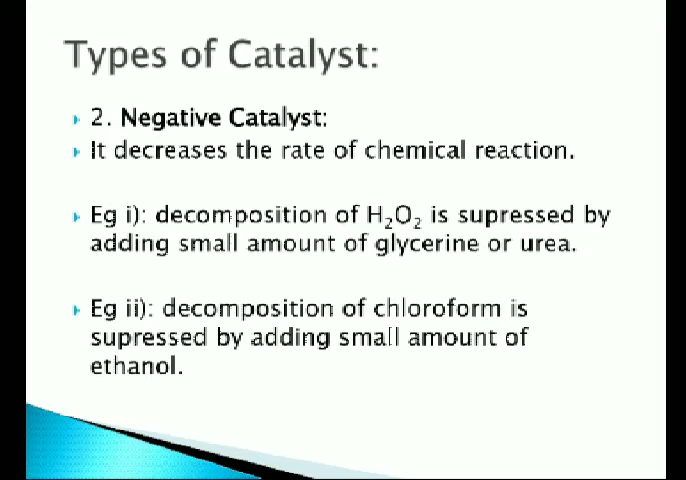 Types of Catalyst:
2. Negative Catalyst:
It decreases the rate of chemical reaction.
Eg i): decomposition of H₂O₂ is supressed by
adding small amount of glycerine or urea.
Eg ii): decomposition of chloroform is
supressed by adding small amount of
ethanol.